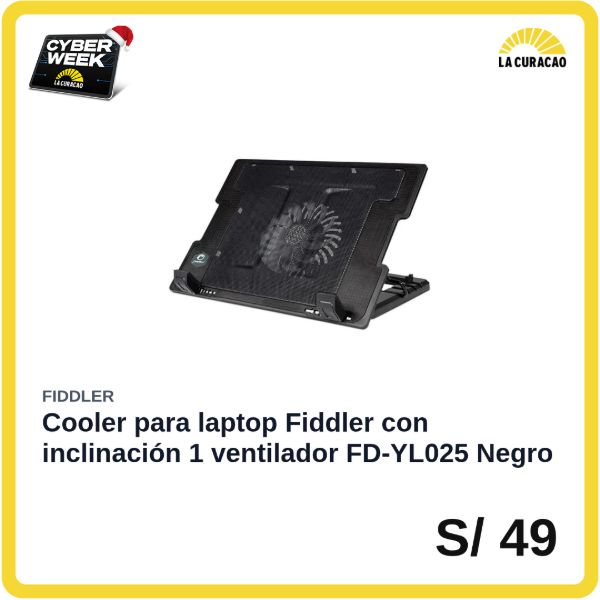 CYBER
WEEK
LA CURACAO
LA CURACAO
FIDDLER
Cooler para laptop Fiddler con
inclinación 1 ventilador FD-YL025 Negro
S/ 49